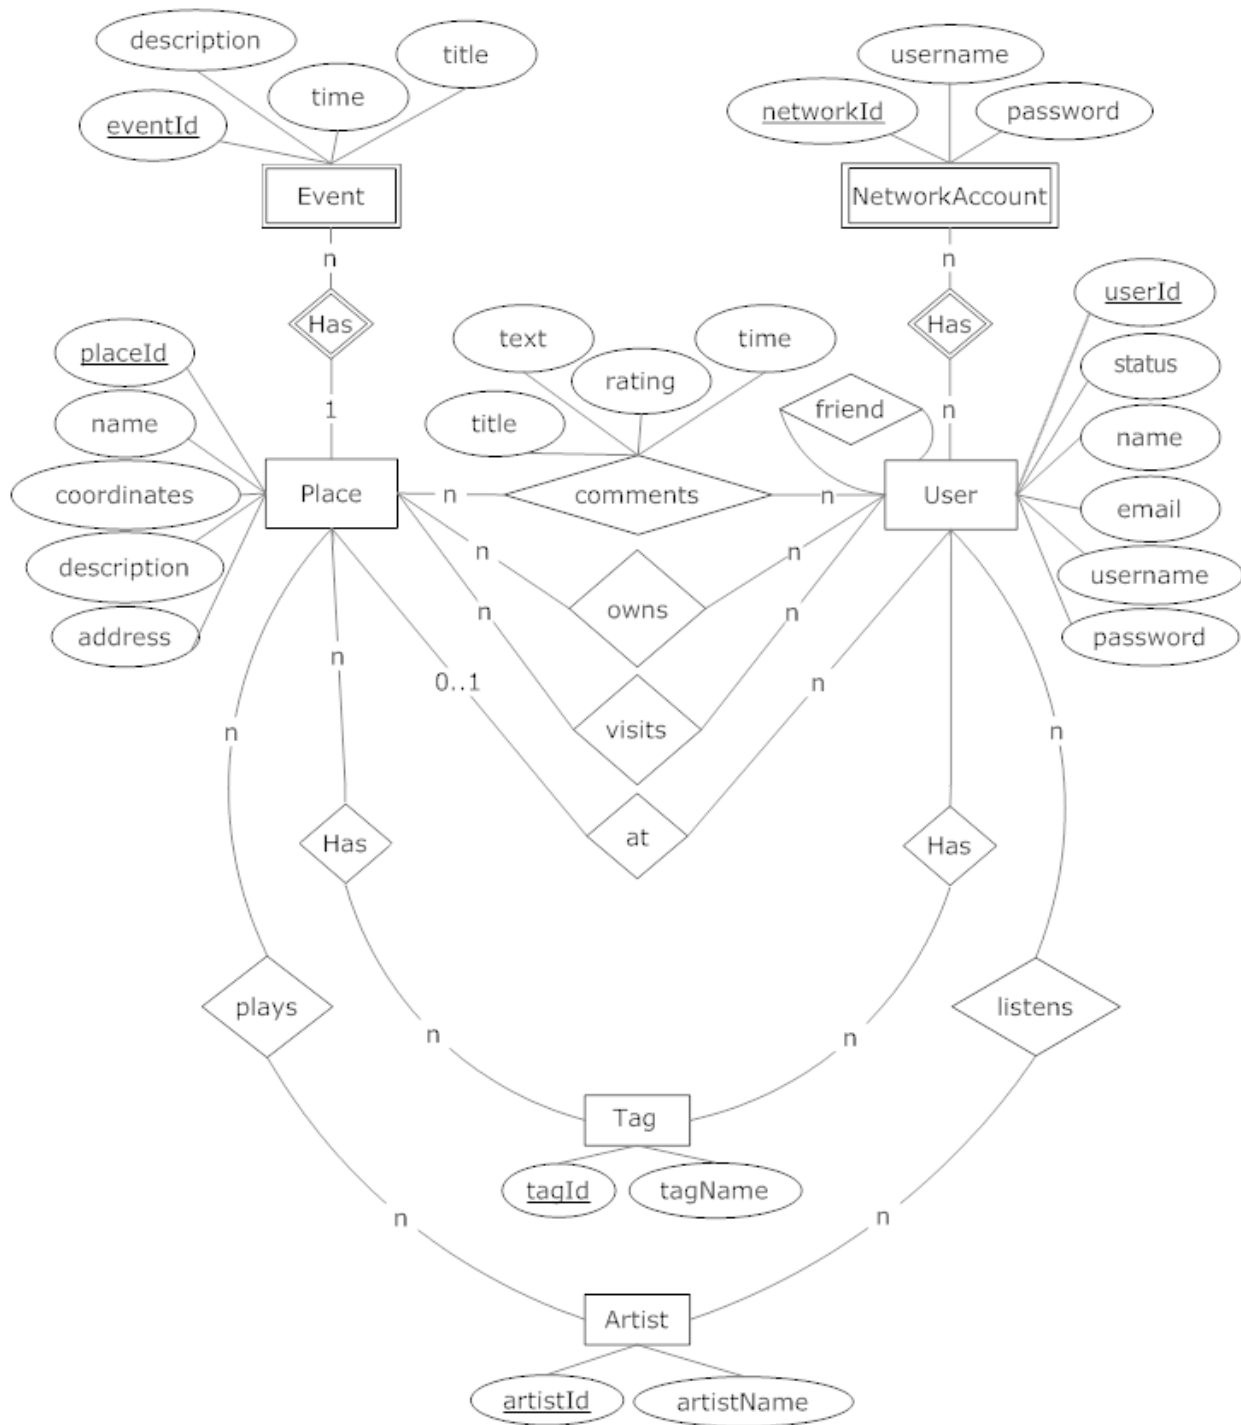 description
title
username
time
eventId
networkId
password
Event
NetworkAccount
n
n
userId
Has
Has
text
time
placeId
status
rating
1
friend
n
name
title
name
coordinates
Place
n
comments
n
User
email
n
n
description
username
owns
n
n
address
password
n
0..1
n
n
visits
n
Has
at
Has
plays
listens
n
n
Tag
tagId
tagName
n
n
Artist
artistId
artistName